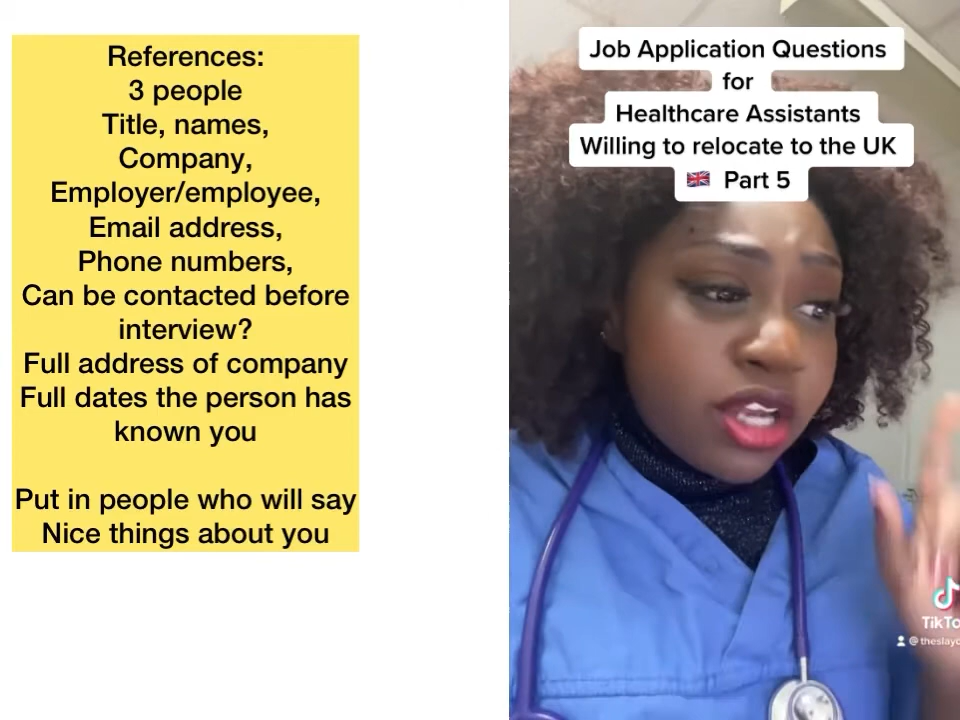 References:
3 people
Title, names,
Company,
Employer/employee,
Email address,
Phone numbers,
Can be contacted before
interview?
Full address of company
Full dates the person has
known you
Put in people who will say
Nice things about you
Job Application Questions
for
Healthcare Assistants
Willing to relocate to the UK
🇬🇧 Part 5